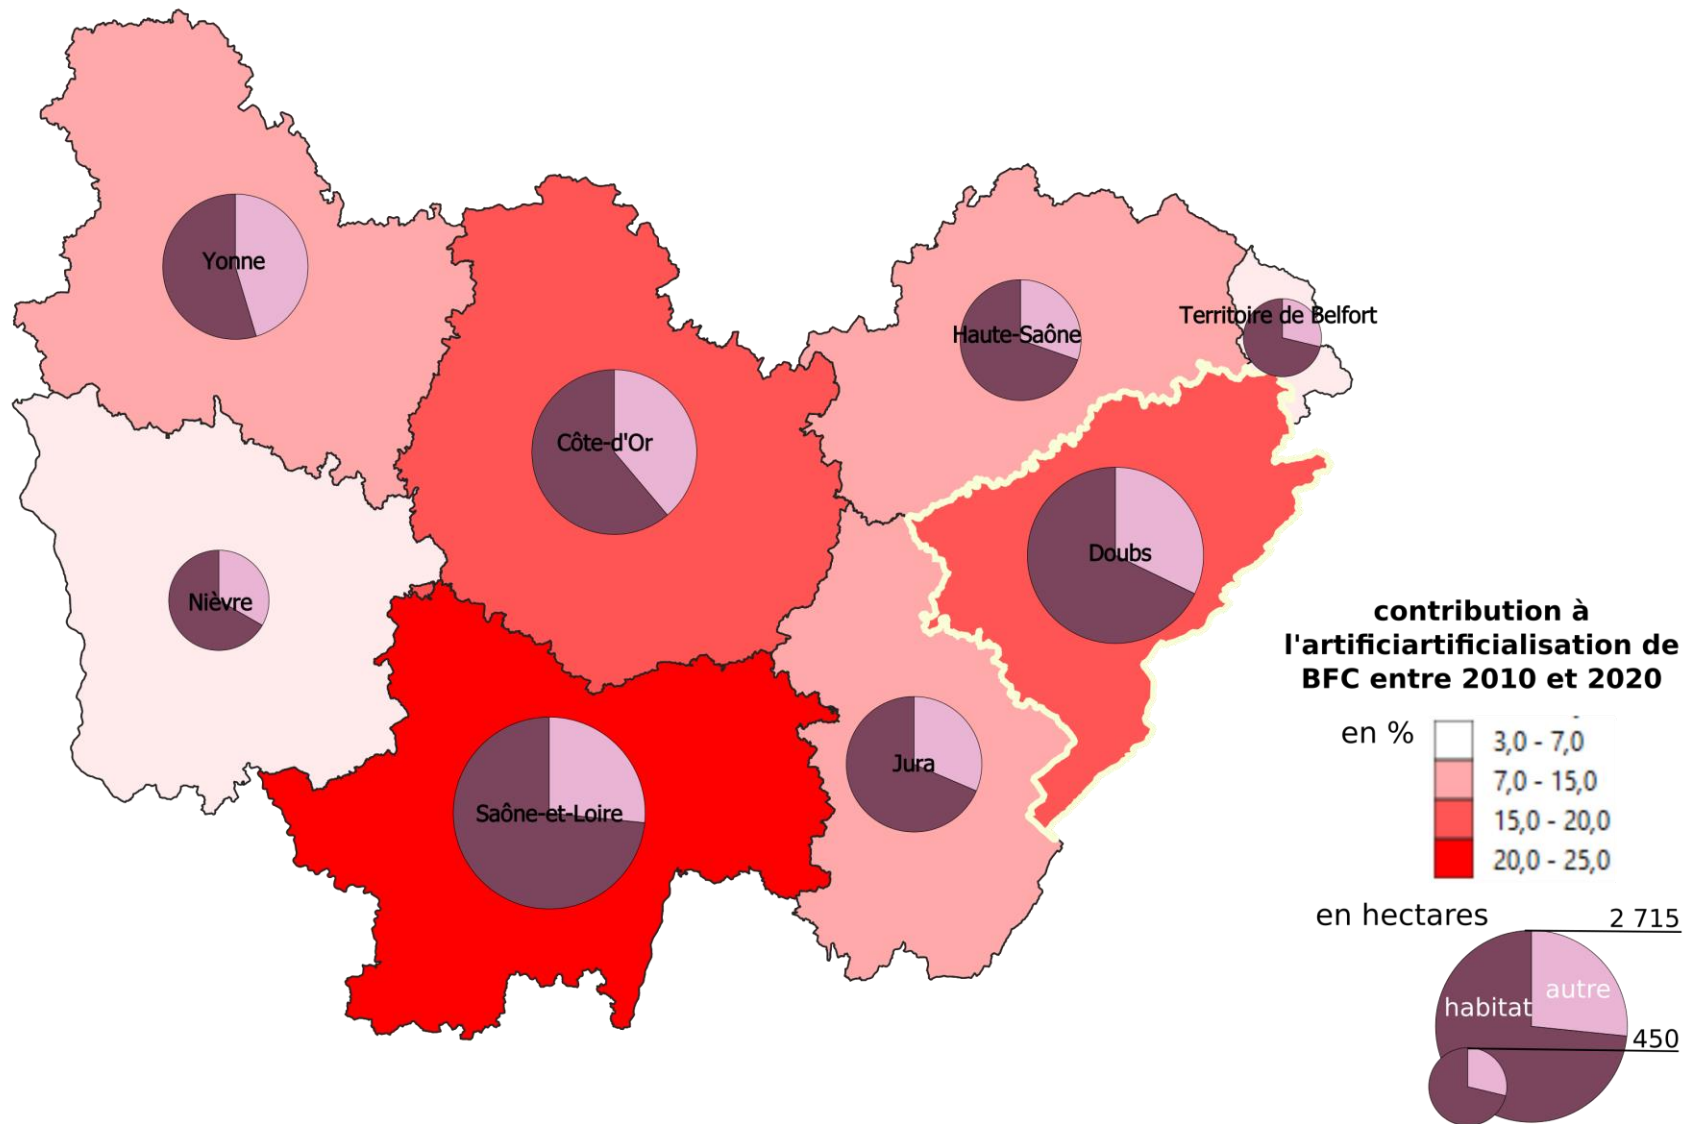 Yonne
Côte-d'Or
Haute-Saône
Territoire de Belfort
Doubs
Nièvre
Jura
Saône-et-Loire
contribution à
l'artificiartificialisation de
BFC entre 2010 et 2020
en %
3,0 - 7,0
7,0 - 15,0
15,0 - 20,0
20,0 - 25,0
en hectares
2 715
autre
habitat
450